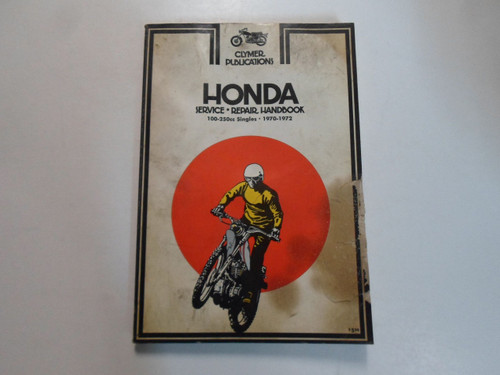 CLYMER
PUBLICATIONS
HONDA
SERVICE • REPAIR HANDBOOK
100-350cc Singles • 1970-1972